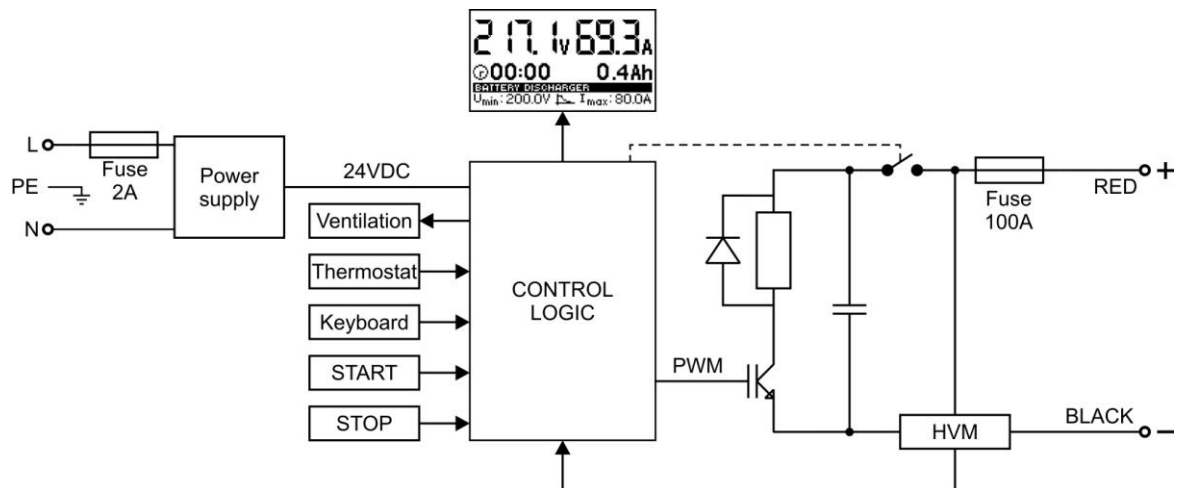 217.1V 69.3A
00:00 0.4Ah
BATTERY DISCHARGER
Umin:200.0V Imax:80.0A
L
Fuse
2A
PE
N
Power
supply
24VDC
Ventilation
Thermostat
Keyboard
START
STOP
CONTROL
LOGIC
PWM
RED
+
Fuse
100A
HVM
BLACK
−